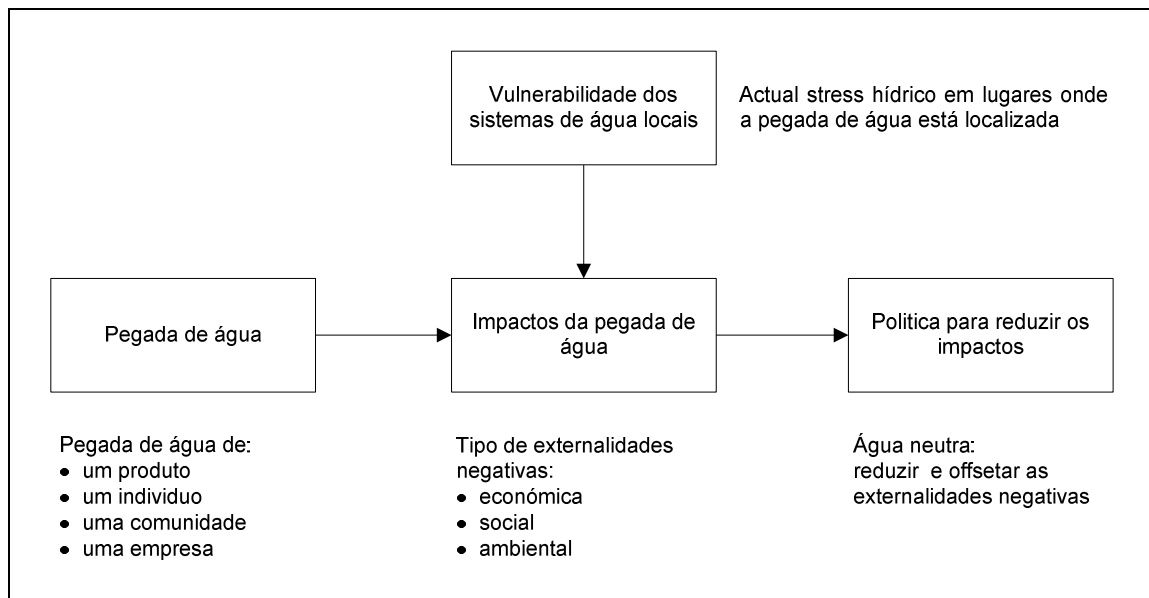 Vulnerabilidade dos
sistemas de água locais
Actual stress hídrico em lugares onde
a pegada de água está localizada
Pegada de água
Impactos da pegada de
água
Politica para reduzir os
impactos
Pegada de água de:
● um produto
● um individuo
● uma comunidade
● uma empresa
Tipo de externalidades
negativas:
● económica
● social
● ambiental
Água neutra:
reduzir e offsetar as
externalidades negativas